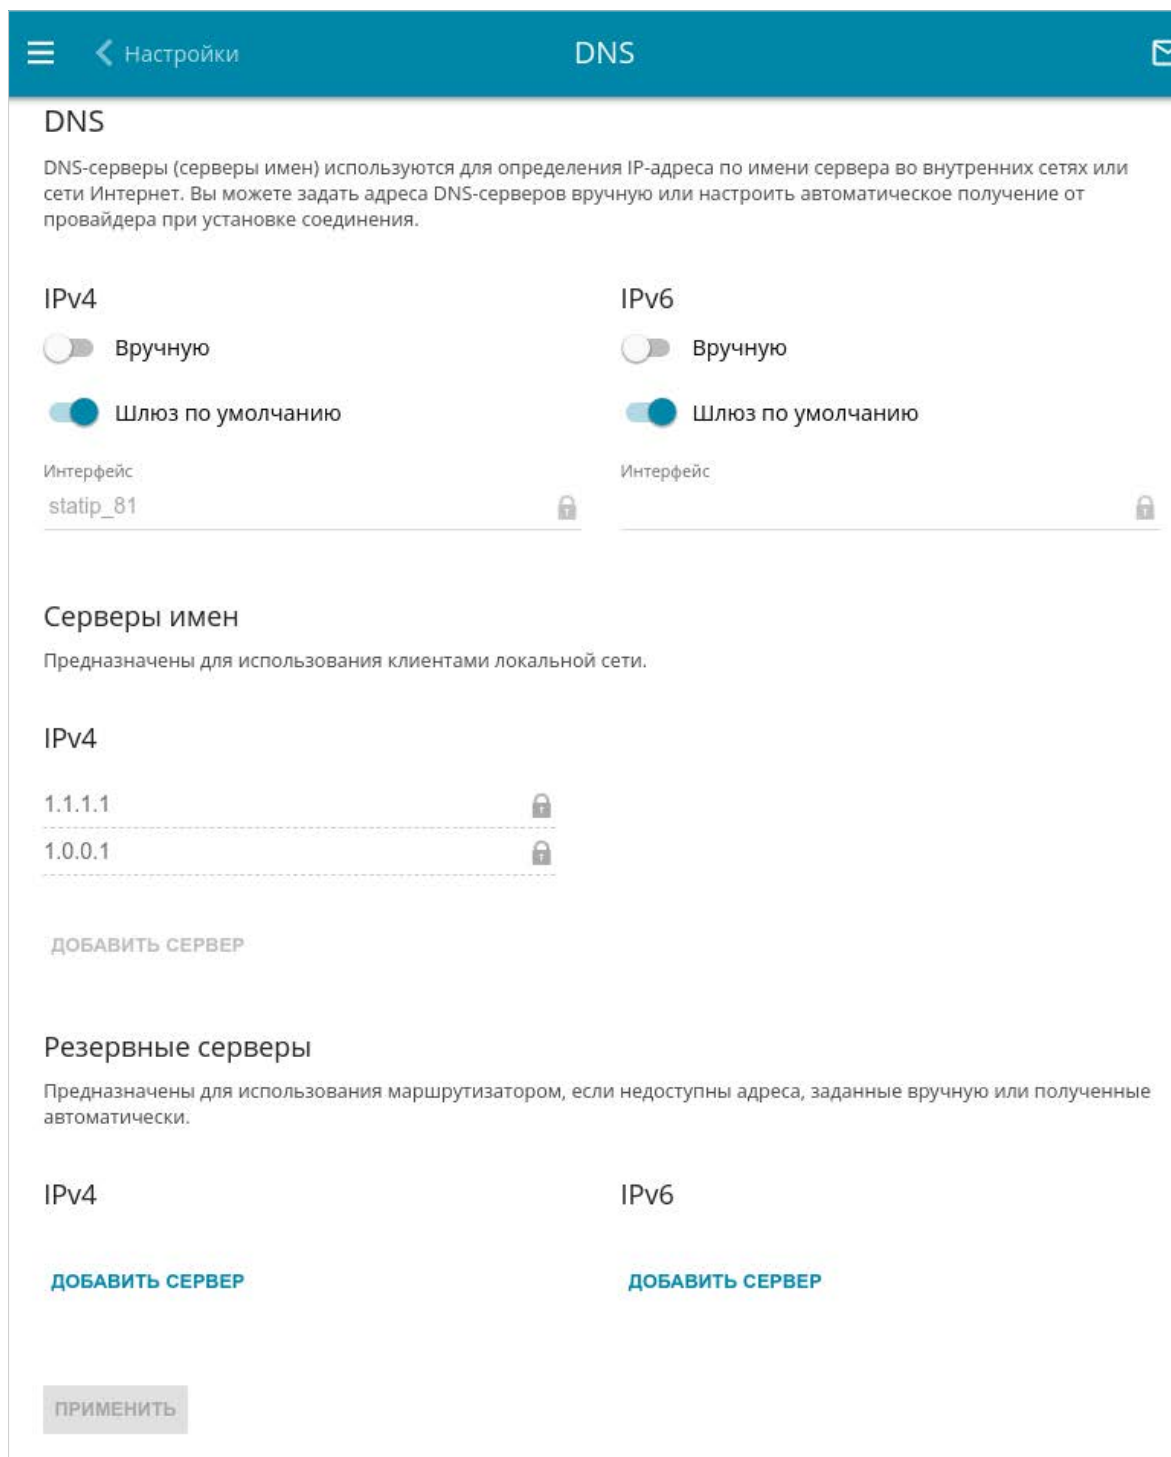 Настройки
DNS
DNS
DNS-серверы (серверы имен) используются для определения IP-адреса по имени сервера во внутренних сетях или
сети Интернет. Вы можете задать адреса DNS-серверов вручную или настроить автоматическое получение от
провайдера при установке соединения.
IPv4
Вручную
Шлюз по умолчанию
Интерфейс
statip_81
IPv6
Вручную
Шлюз по умолчанию
Интерфейс
Серверы имен
Предназначены для использования клиентами локальной сети.
IPv4
1.1.1.1
1.0.0.1
ДОБАВИТЬ СЕРВЕР
Резервные серверы
Предназначены для использования маршрутизатором, если недоступны адреса, заданные вручную или полученные
автоматически.
IPv4
ДОБАВИТЬ СЕРВЕР
IPv6
ДОБАВИТЬ СЕРВЕР
ПРИМЕНИТЬ